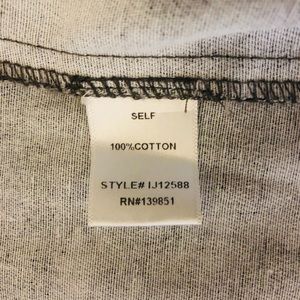 SELF
100%COTTON
STYLE# IJ12588
RN#139851